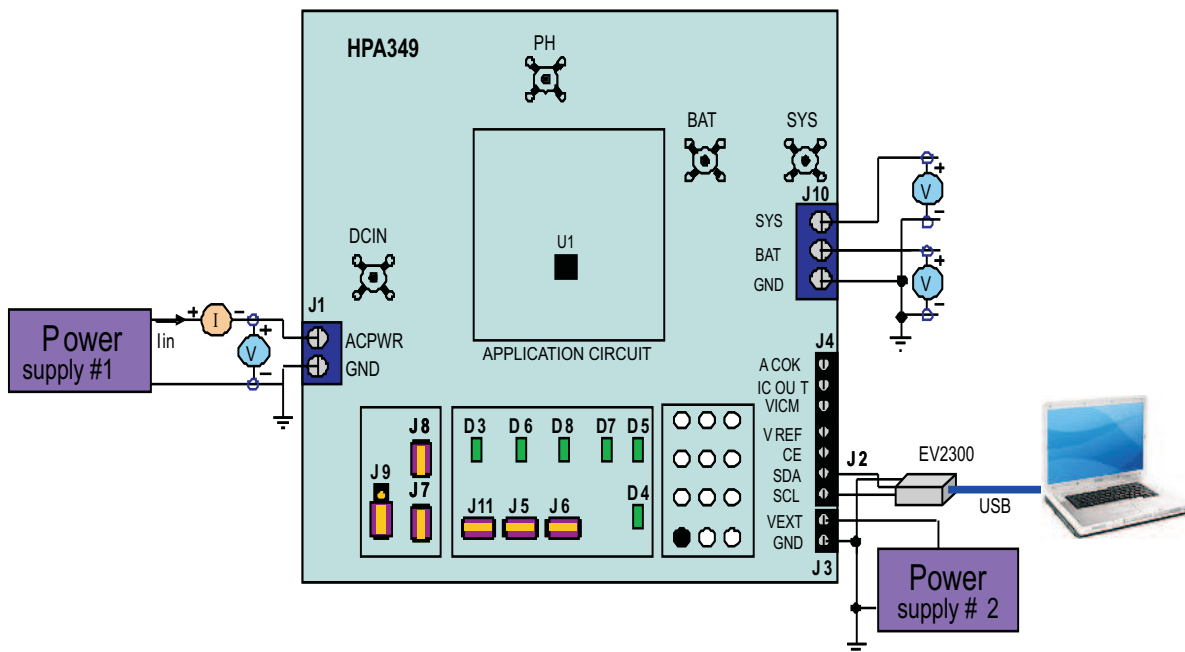 HPA349
PH
BAT
SYS
J10
SYS
BAT
GND
+
V
-
+
V
-
DCIN
U1
APPLICATION CIRCUIT
J1
ACPWR
GND
Power
supply #1
Iin
+
I
-
+
V
-
J4
ACOK
ICOUT
VICM
VREF
CE
SDA
SCL
J2
EV2300
USB
VEXT
GND
J3
Power
supply # 2
J8
J9
J7
D3
D6
D8
D7
D5
D4
J11
J5
J6